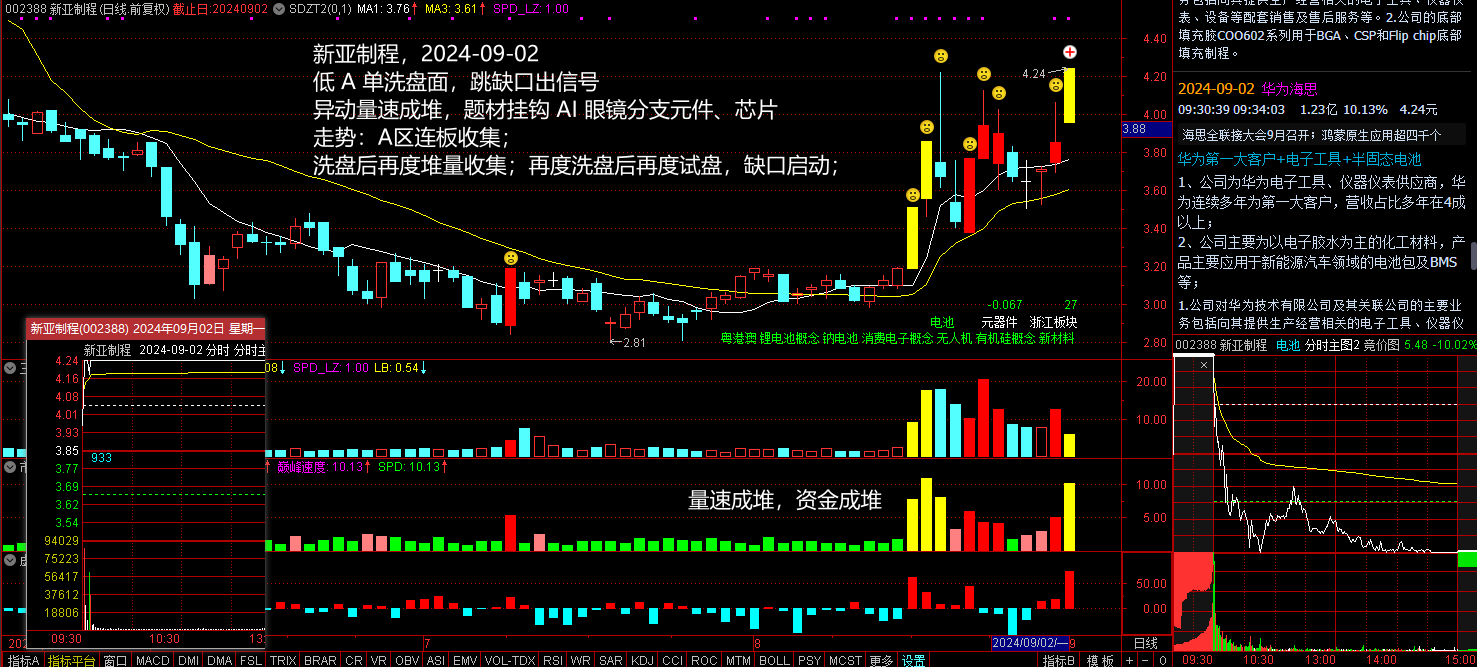 002388 新亚制程(日线.前复权) 截止日:20240902 SDZT2(0,1) MA1: 3.76↑ MA3: 3.61↑ SPD_LZ: 1.00
新亚制程，2024-09-02
低 A 单洗盘面，跳缺口出信号
异动量速成堆，题材挂钩 AI 眼镜分支元件、芯片
走势：A区连板收集；
洗盘后再度堆量收集；再度洗盘后再度试盘，缺口启动；
4.24
←2.81
-0.067 27
电池 元器件 浙江板块
粤港澳 锂电池概念 钠电池 消费电子概念 无人机 有机硅概念 新材料
4.40
4.20
4.00
3.88
3.80
3.60
3.40
3.20
3.00
2.80
08↓ SPD_LZ: 1.00 LB: 0.54↓
20.00
10.00
巅峰速度: 10.13↑ SPD: 10.13↑
量速成堆，资金成堆
10.00
5.00
50.00
0.00
7
8
2024/09/02/一
9
日线
新亚制程(002388) 2024年09月02日 星期一
新亚制程 2024-09-02 分时 分时主
4.24
4.16
4.08
4.01
3.93
3.85
3.77
3.69
3.62
3.54
933
94029
75223
56417
37612
18806
09:30 10:30 13:
指标A 指标平台 窗口 MACD DMI DMA FSL TRIX BRAR CR VR OBV ASI EMV VOL-TDX RSI WR SAR KDJ CCI ROC MTM BOLL PSY MCST 更多 设置
指标B 模板 + - 0
务包括向其提供生产经营相关的电子工具、仪器仪
表、设备等配套销售及售后服务等。2.公司的底部
填充胶COO602系列用于BGA、CSP和Flip chip底部
填充制程。
2024-09-02 华为海思
09:30:39 09:34:03 1.23亿 10.13% 4.24元
海思全联接大会9月召开；鸿蒙原生应用超四千个
华为第一大客户+电子工具+半固态电池
1、公司为华为电子工具、仪器仪表供应商，华
为连续多年为第一大客户，营收占比多年在4成
以上；
2、公司主要为以电子胶水为主的化工材料，产
品主要应用于新能源汽车领域的电池包及BMS
等；
1.公司对华为技术有限公司及其关联公司的主要业
务包括向其提供生产经营相关的电子工具、仪器仪
002388 新亚制程 电池 分时主图2 竞价图 5.48 -10.02%
×
09:30 10:30 13:00 14:00 15:0